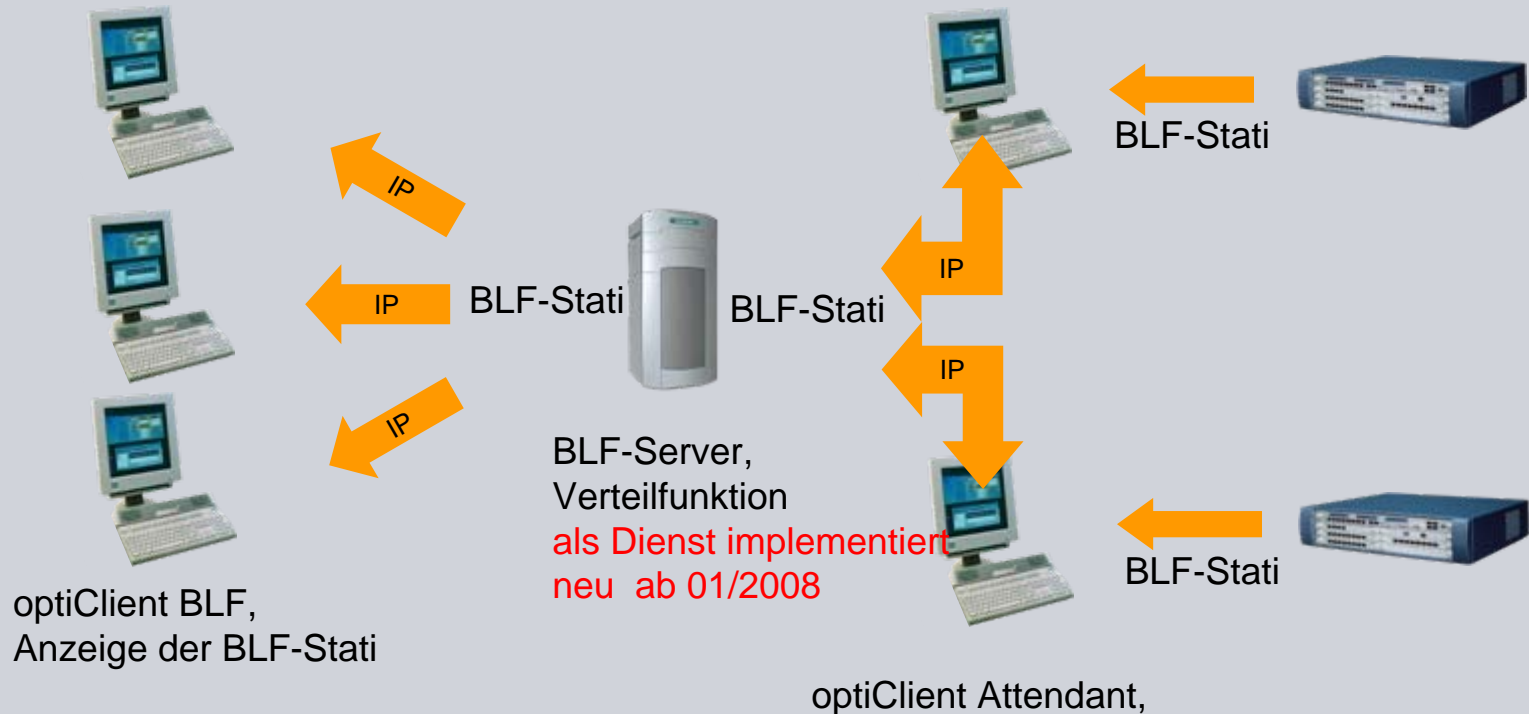 BLF-Stati
IP
IP
IP
BLF-Stati
BLF-Stati
IP
IP
IP
BLF-Server,
Verteilfunktion
als Dienst implementiert
neu ab 01/2008
BLF-Stati
optiClient BLF,
Anzeige der BLF-Stati
optiClient Attendant,